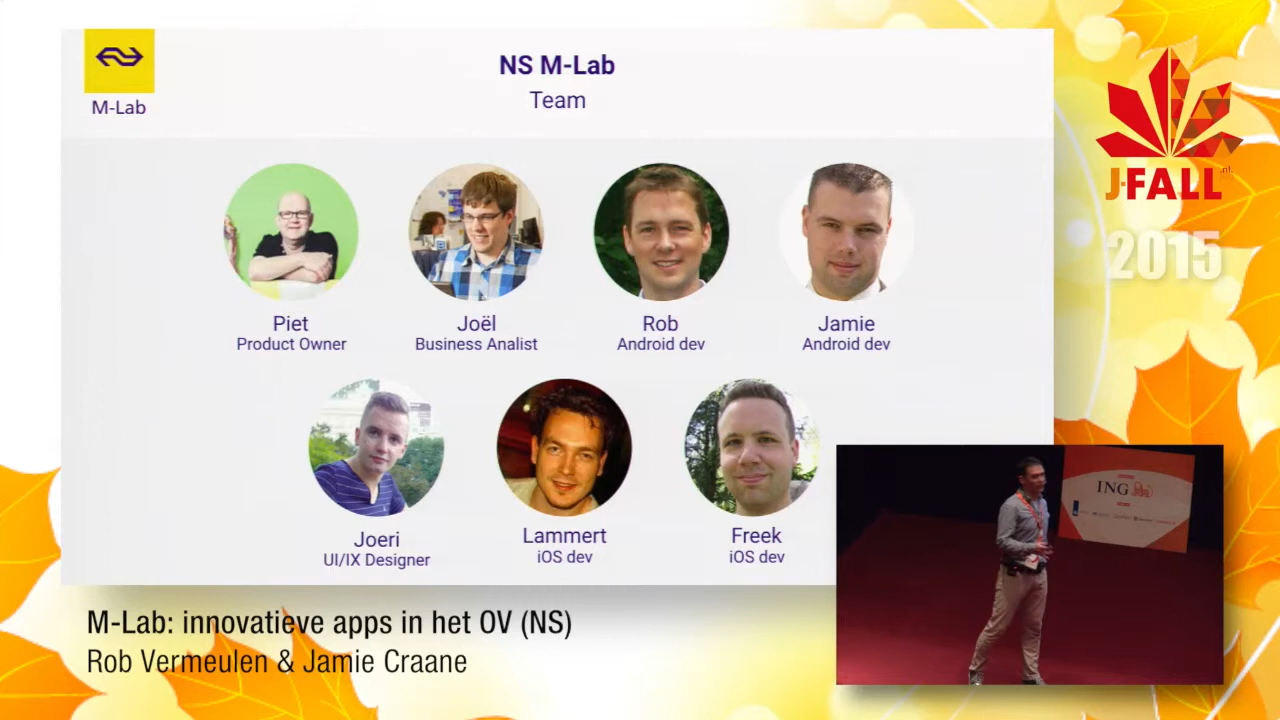 M-Lab
NS M-Lab
Team
Piet
Product Owner
Joël
Business Analist
Rob
Android dev
Jamie
Android dev
Joeri
UI/IX Designer
Lammert
iOS dev
Freek
iOS dev
J-FALL
.nl
2015
ING
M-Lab: innovatieve apps in het OV (NS)
Rob Vermeulen & Jamie Craane